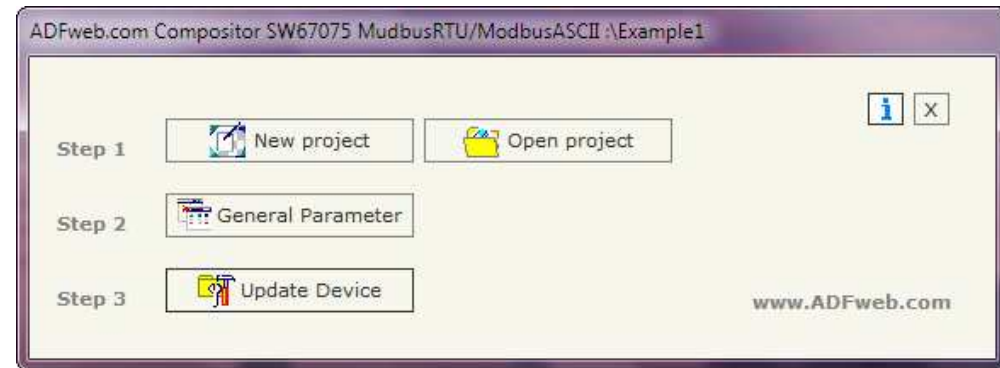 ADFweb.com Compositor SW67075 MudbusRTU/ModbusASCII :\Example1
i X
Step 1 New project Open project
Step 2 General Parameter
Step 3 Update Device
www.ADFweb.com